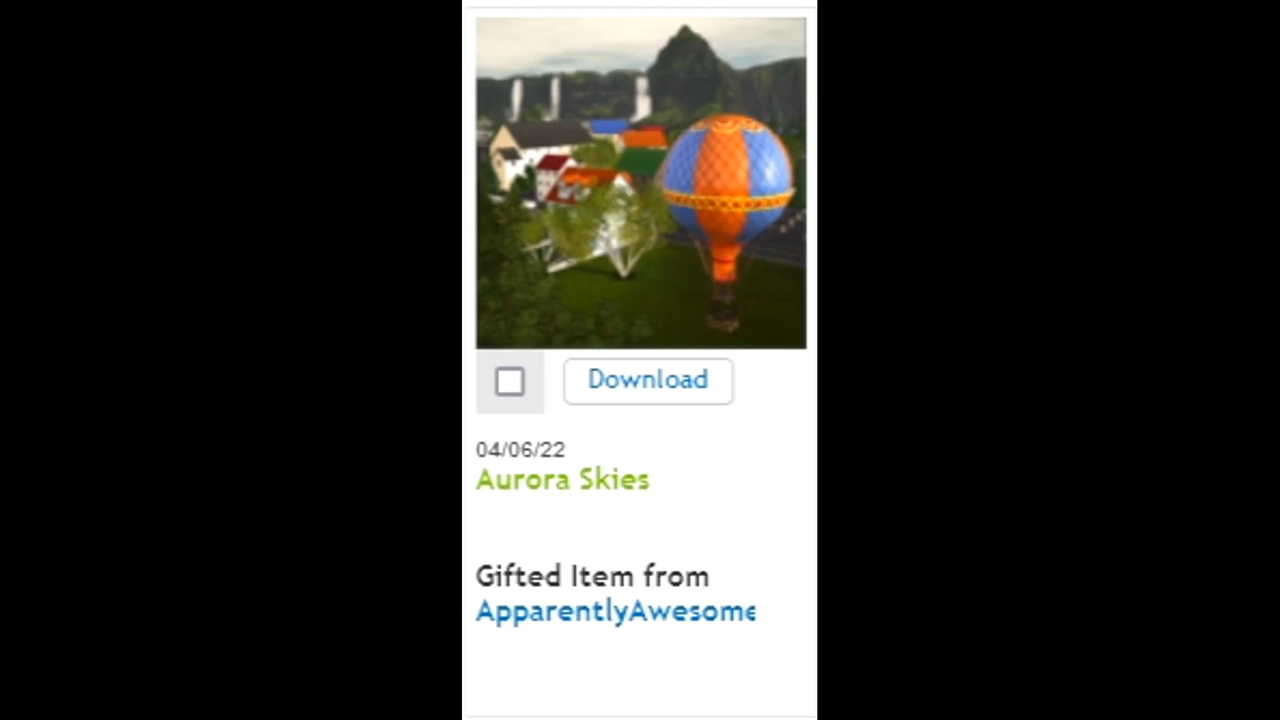 Download
04/06/22
Aurora Skies
Gifted Item from
ApparentlyAwesome